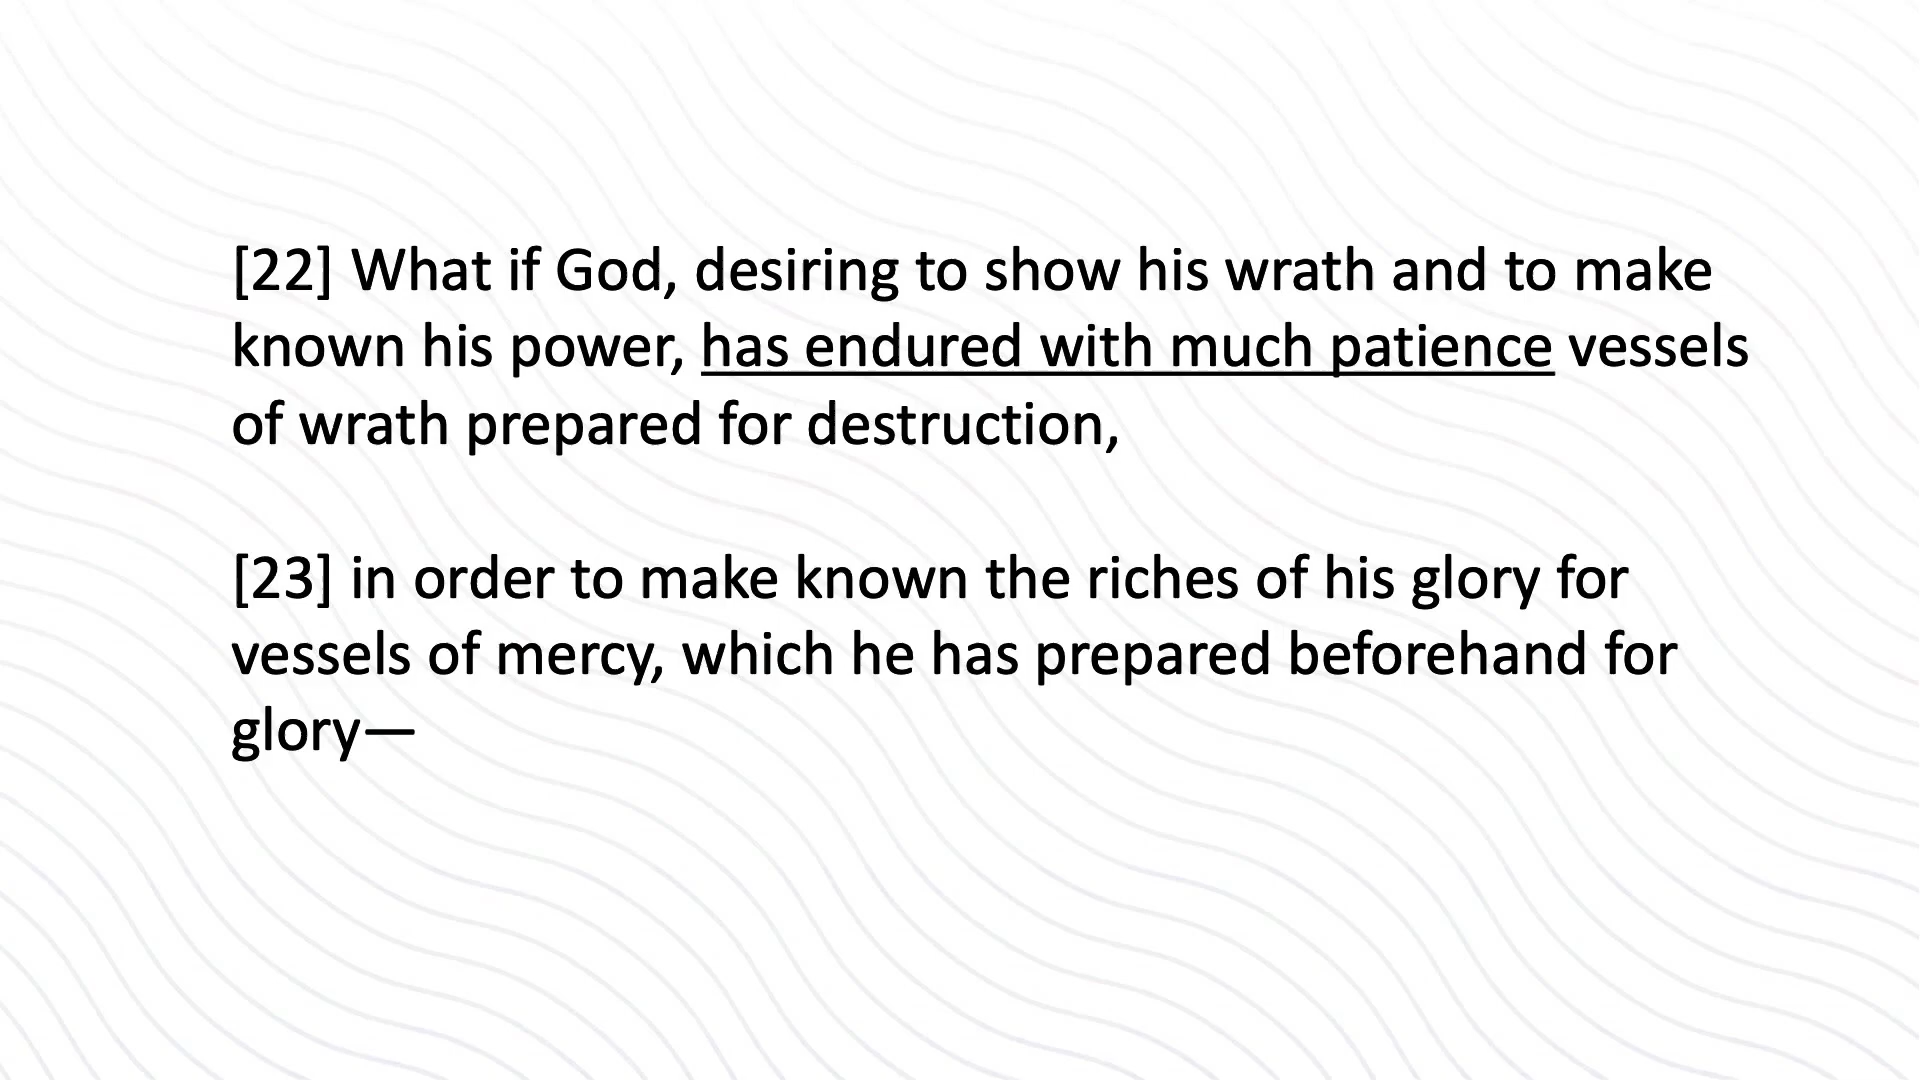 [22] What if God, desiring to show his wrath and to make
known his power, has endured with much patience vessels
of wrath prepared for destruction,
[23] in order to make known the riches of his glory for
vessels of mercy, which he has prepared beforehand for
glory—